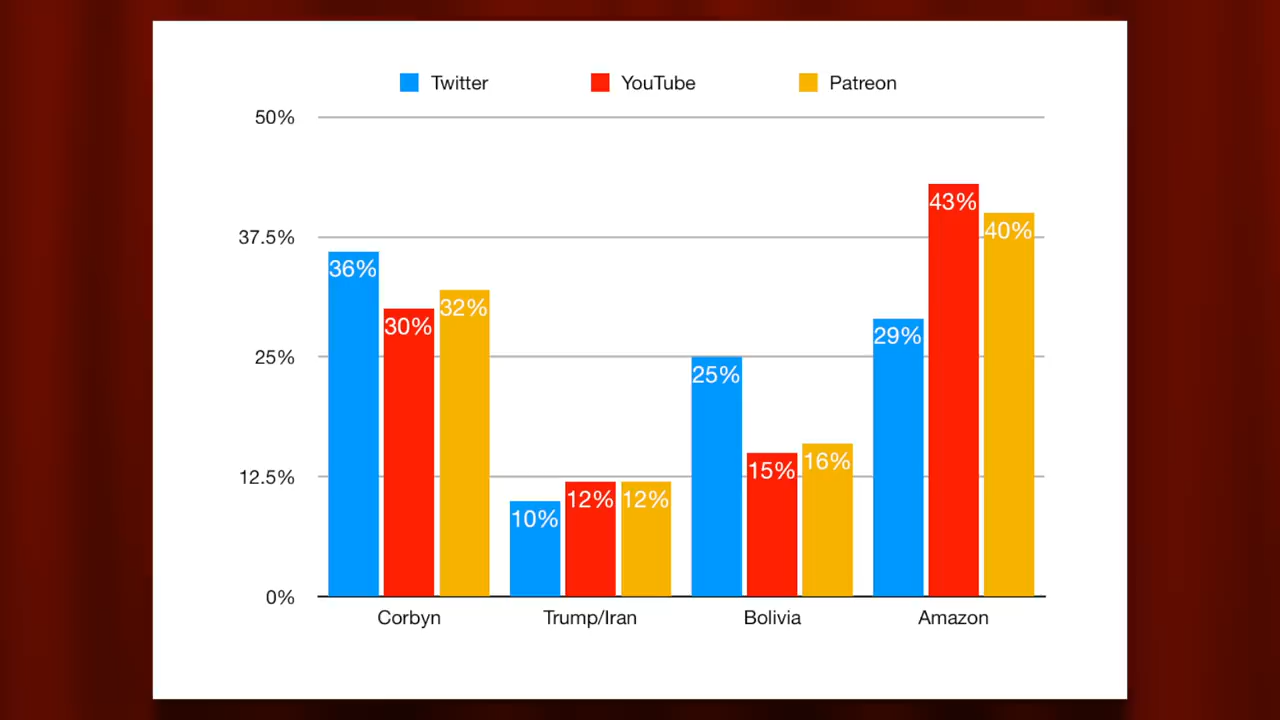 Twitter YouTube Patreon
50%
37.5%
25%
12.5%
0%
36% 30% 32%
10% 12% 12%
25% 15% 16%
29% 43% 40%
Corbyn Trump/Iran Bolivia Amazon